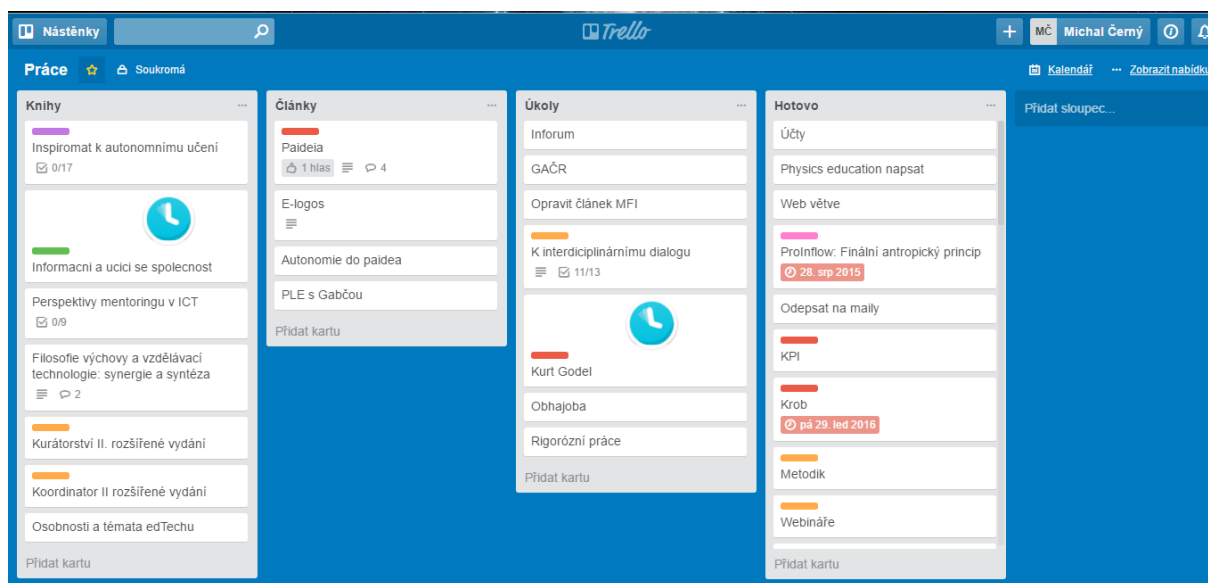 Nástěnky
Trello
MČ Michal Černý
Práce
Soukromá
Kalendář
Zobrazit nabídku
Knihy
Inspiromat k autonomnímu učení
0/17
Informacni a ucici se spolecnost
Perspektivy mentoringu v ICT
0/9
Filosofie výchovy a vzdělávací
technologie: synergie a syntéza
2
Kurátorství II. rozšířené vydání
Koordinator II rozšířené vydání
Osobnosti a témata edTechu
Přidat kartu
Články
Paideia
1 hlas
4
E-logos
Autonomie do paidea
PLE s Gabčou
Přidat kartu
Úkoly
Inforum
GAČR
Opravit článek MFI
K interdiciplinárnímu dialogu
11/13
Kurt Godel
Obhajoba
Rigorózní práce
Přidat kartu
Hotovo
Účty
Physics education napsat
Web větve
ProInflow: Finální antropický princip
28. srp 2015
Odepsat na maily
KPI
Krob
pá 29. led 2016
Metodik
Webináře
Přidat kartu
Přidat sloupec...